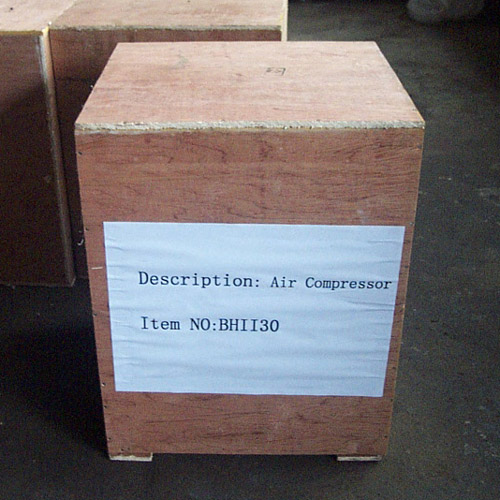 Description: Air Compressor
Item NO:BHII30